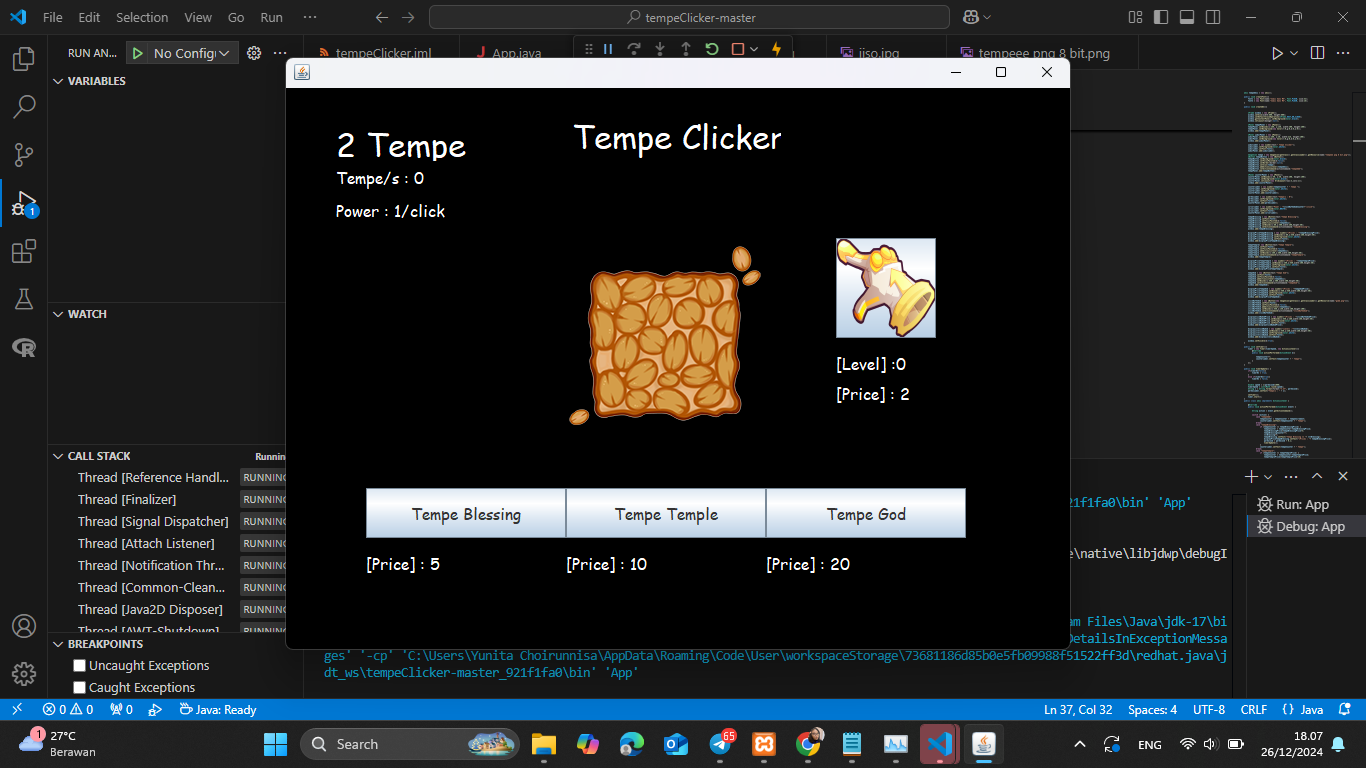 File Edit Selection View Go Run ··· tempeClicker-master
RUN AN... No Config
tempeClicker.iml App.java jiso.jpg tempeee png 8 bit.png
VARIABLES
2 Tempe
Tempe Clicker
Tempe/s : 0
Power : 1/click
[Level] :0
[Price] : 2
WATCH
CALL STACK Running
Thread [Reference Handl... RUNNING
Thread [Finalizer] RUNNING
Thread [Signal Dispatcher] RUNNING
Thread [Attach Listener] RUNNING
Thread [Notification Thr... RUNNING
Thread [Common-Clean... RUNNING
Thread [Java2D Disposer] RUNNING
Thread [AWT-Shutdown] RUNNING
Tempe Blessing Tempe Temple Tempe God
[Price] : 5 [Price] : 10 [Price] : 20
21f1fa0\bin' 'App'
e\native\libjdwp\debugI
am Files\Java\jdk-17\bi
DetailsInExceptionMessa
ges' '-cp' 'C:\Users\Yunita Choirunnisa\AppData\Roaming\Code\User\workspaceStorage\73681186d85b0e5fb09988f51522ff3d\redhat.java\j
dt_ws\tempeClicker-master_921f1fa0\bin' 'App'
Run: App
Debug: App
1
BREAKPOINTS
Uncaught Exceptions
Caught Exceptions
0 0 0 Java: Ready
Ln 37, Col 32 Spaces: 4 UTF-8 CRLF {} Java
1
27°C
Berawan
Search
65
ENG
18.07
26/12/2024